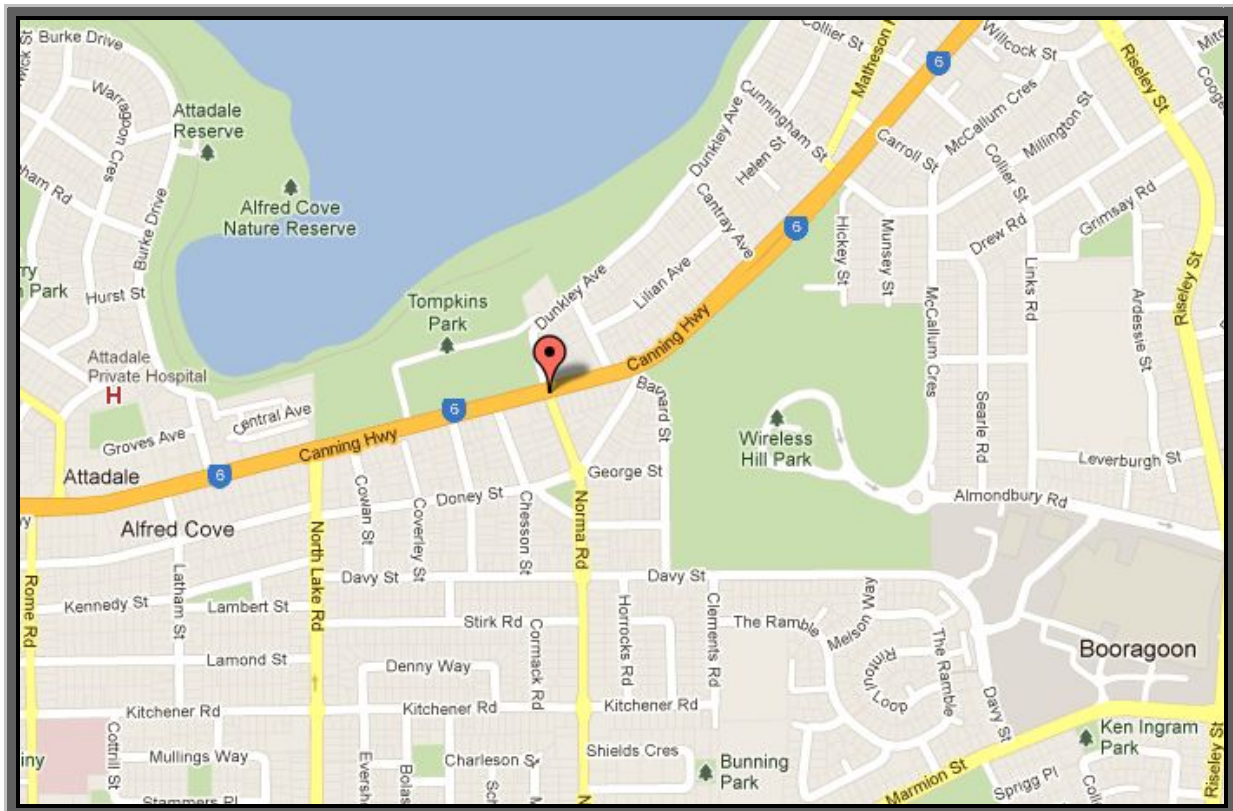 Burke Drive
Collier St
Matheson
Willcock St
Riseley St
Warragoon Cres
Attadale
Reserve
Cunningham St
Dunkley Ave
McCallum Cres
Millington St
6
Carroll St
Helen St
Collier St
Alfred Cove
Nature Reserve
Burke Drive
Cantray Ave
Grimsay Rd
6
Hickey St
Munsey St
Drew Rd
Park
Hurst St
Lillian Ave
Links Rd
Riseley St
Tompkins
Park
Dunkley Ave
McCallum Cres
Ardessie St
Attadale
Private Hospital
H
Canning Hwy
Barnard St
Searle Rd
6
Central Ave
Groves Ave
Canning Hwy
Wireless
Hill Park
Leverburgh St
Attadale
6
George St
Cowan St
Doney St
Almondbury Rd
Alfred Cove
Coverley St
Chesson St
Norma Rd
North Lake Rd
Rome Rd
Latham St
Davy St
Davy St
Kennedy St
Lambert St
Horrocks Rd
Clements Rd
Stirk Rd
The Ramble
Melson Way
Cormack Rd
The Ramble
Booragoon
Lamond St
Denny Way
Rintoul Loop
Davy St
Kitchener Rd
Kitchener Rd
Kitchener Rd
Cottrill St
Mullings Way
Charleson St
Shields Cres
Bunning
Park
Ken Ingram
Park
Marmion St
Sprigg Pl
Riseley St
Stammers Pl